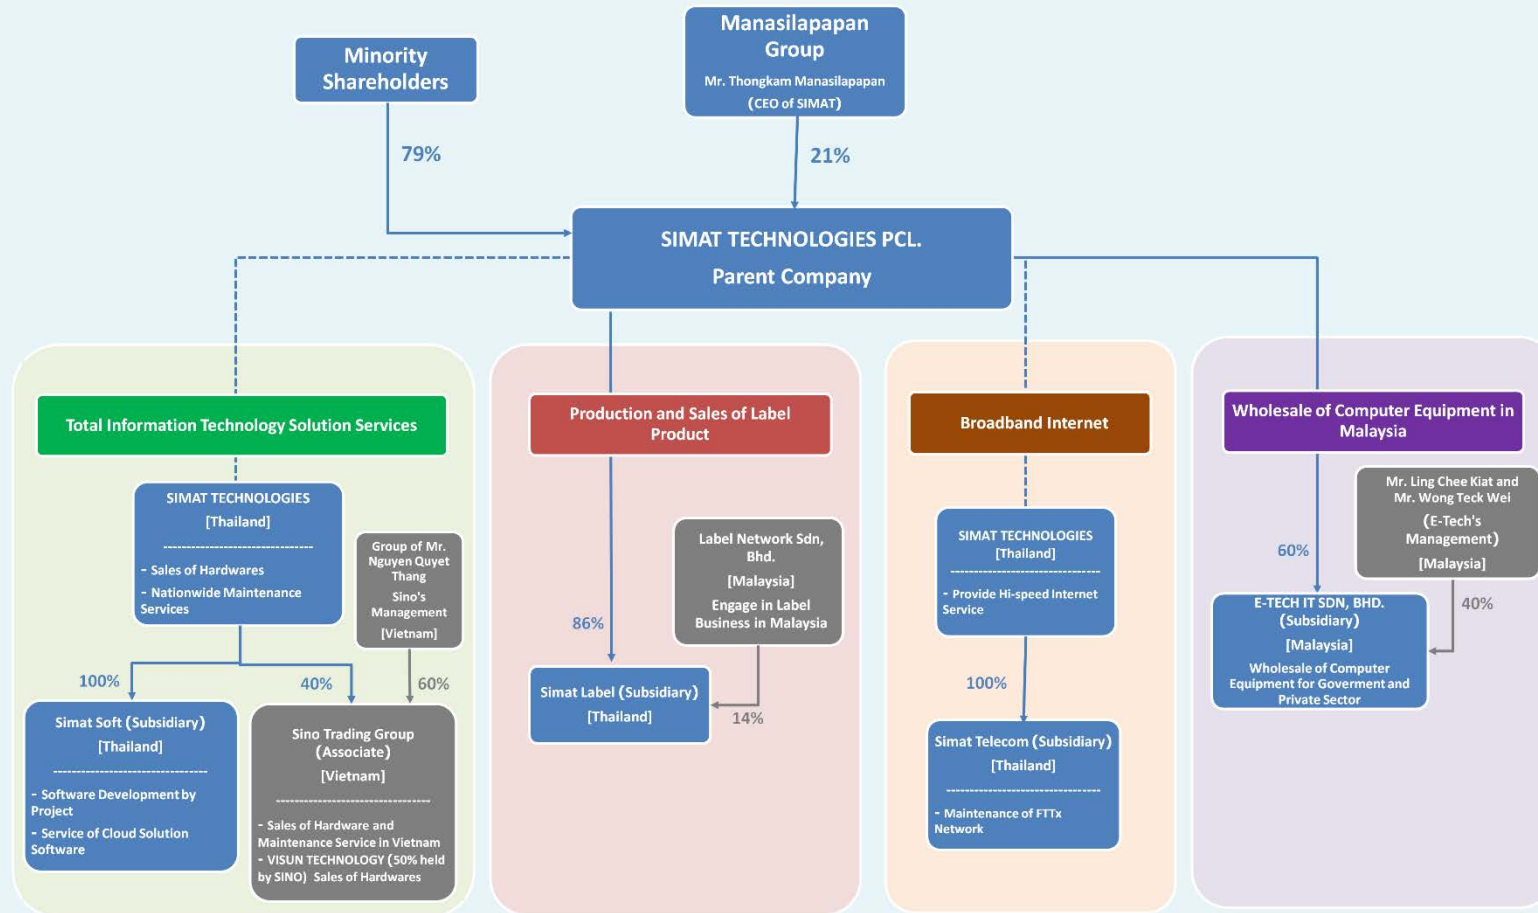 Minority
Shareholders
Manasilapapan
Group
Mr. Thongkam Manasilapapan
(CEO of SIMAT)
79%
21%
SIMAT TECHNOLOGIES PCL.
Parent Company
Total Information Technology Solution Services
SIMAT TECHNOLOGIES
[Thailand]
--------------------------------
- Sales of Hardwares
- Nationwide Maintenance
Services
Group of Mr.
Nguyen Quyet
Thang
Sino's
Management
[Vietnam]
100%
40%
60%
Simat Soft (Subsidiary)
[Thailand]
---------------------------------
- Software Development by
Project
- Service of Cloud Solution
Software
Sino Trading Group
(Associate)
[Vietnam]
---------------------------------
- Sales of Hardware and
Maintenance Service in Vietnam
- VISUN TECHNOLOGY (50% held
by SINO) Sales of Hardwares
Production and Sales of Label
Product
Label Network Sdn,
Bhd.
[Malaysia]
Engage in Label
Business in Malaysia
86%
Simat Label (Subsidiary)
[Thailand]
14%
Broadband Internet
SIMAT TECHNOLOGIES
[Thailand]
--------------------------------
- Provide Hi-speed Internet
Service
100%
Simat Telecom (Subsidiary)
[Thailand]
---------------------------------
- Maintenance of FTTx
Network
Wholesale of Computer Equipment in
Malaysia
Mr. Ling Chee Kiat and
Mr. Wong Teck Wei
(E-Tech's
Management)
[Malaysia]
60%
40%
E-TECH IT SDN, BHD.
(Subsidiary)
[Malaysia]
Wholesale of Computer
Equipment for Goverment and
Private Sector